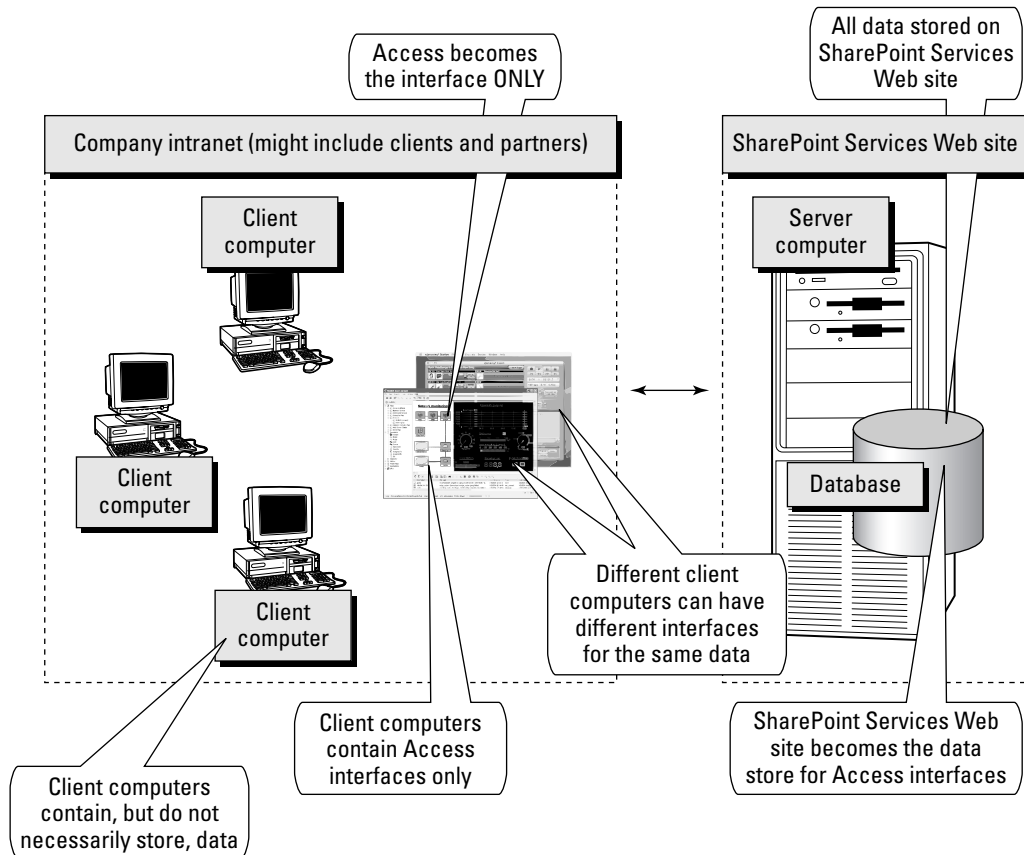 Access becomes
the interface ONLY
All data stored on
SharePoint Services
Web site
Company intranet (might include clients and partners)
SharePoint Services Web site
Client
computer
Server
computer
Client
computer
Database
Client
computer
Different client
computers can have
different interfaces
for the same data
Client computers
contain Access
interfaces only
SharePoint Services Web
site becomes the data
store for Access interfaces
Client computers
contain, but do not
necessarily store, data